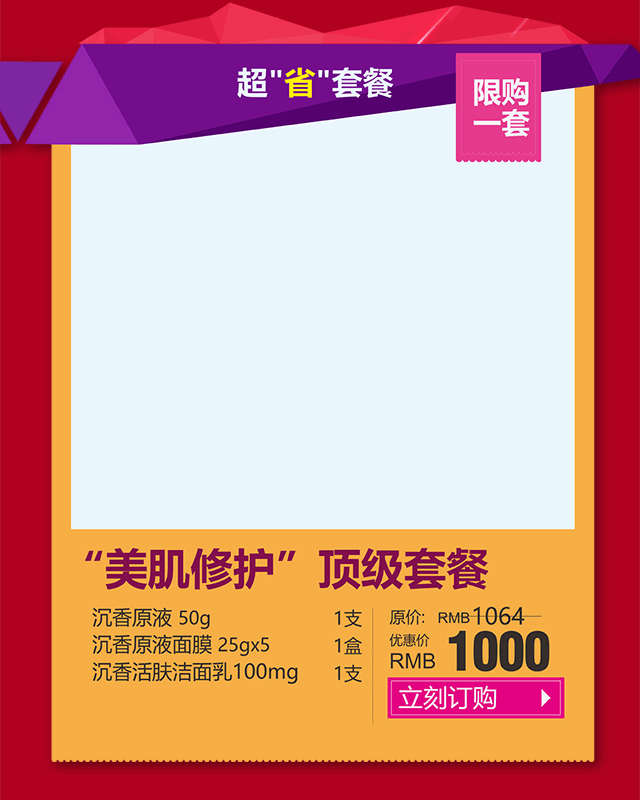 超"省"套餐
限购
一套
“美肌修护”顶级套餐
沉香原液 50g 1支
沉香原液面膜 25gx5 1盒
沉香活肤洁面乳100mg 1支
原价: RMB1064
优惠价
RMB 1000
立刻订购